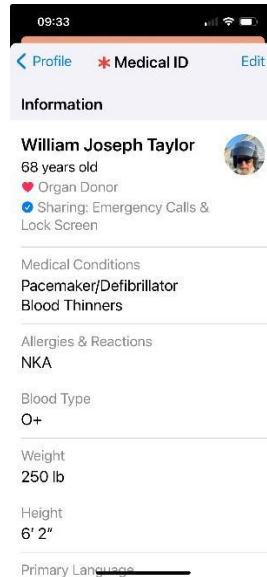 09:33
Profile
* Medical ID
Edit
Information
William Joseph Taylor
68 years old
Organ Donor
Sharing: Emergency Calls &
Lock Screen
Medical Conditions
Pacemaker/Defibrillator
Blood Thinners
Allergies & Reactions
NKA
Blood Type
O+
Weight
250 lb
Height
6' 2"
Primary Language